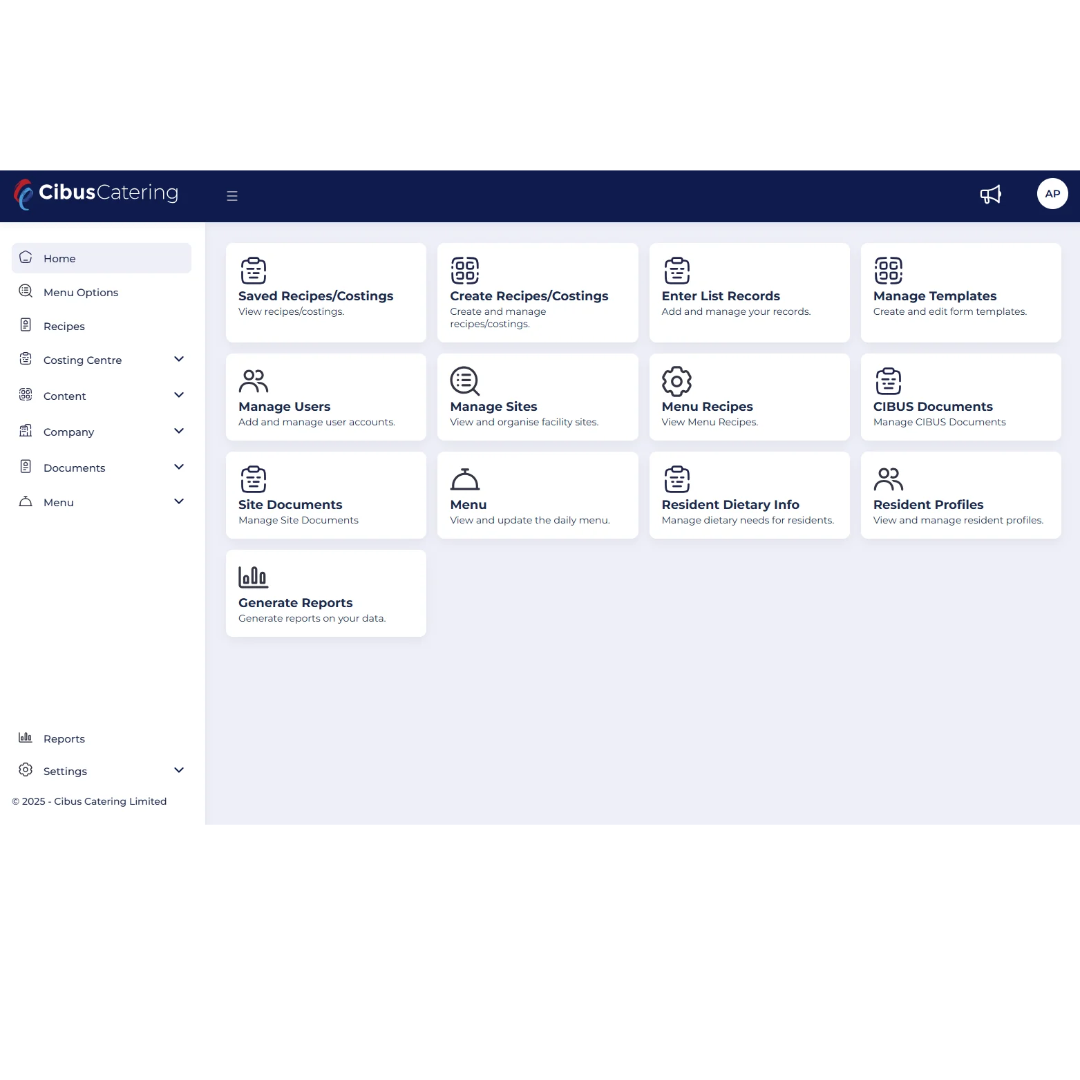 CibusCatering
AP
Home
Menu Options
Recipes
Costing Centre
Content
Company
Documents
Menu
Reports
Settings
© 2025 - Cibus Catering Limited
Saved Recipes/Costings
View recipes/costings.
Create Recipes/Costings
Create and manage
recipes/costings.
Enter List Records
Add and manage your records.
Manage Templates
Create and edit form templates.
Manage Users
Add and manage user accounts.
Manage Sites
View and organise facility sites.
Menu Recipes
View Menu Recipes.
CIBUS Documents
Manage CIBUS Documents
Site Documents
Manage Site Documents
Menu
View and update the daily menu.
Resident Dietary Info
Manage dietary needs for residents.
Resident Profiles
View and manage resident profiles.
Generate Reports
Generate reports on your data.